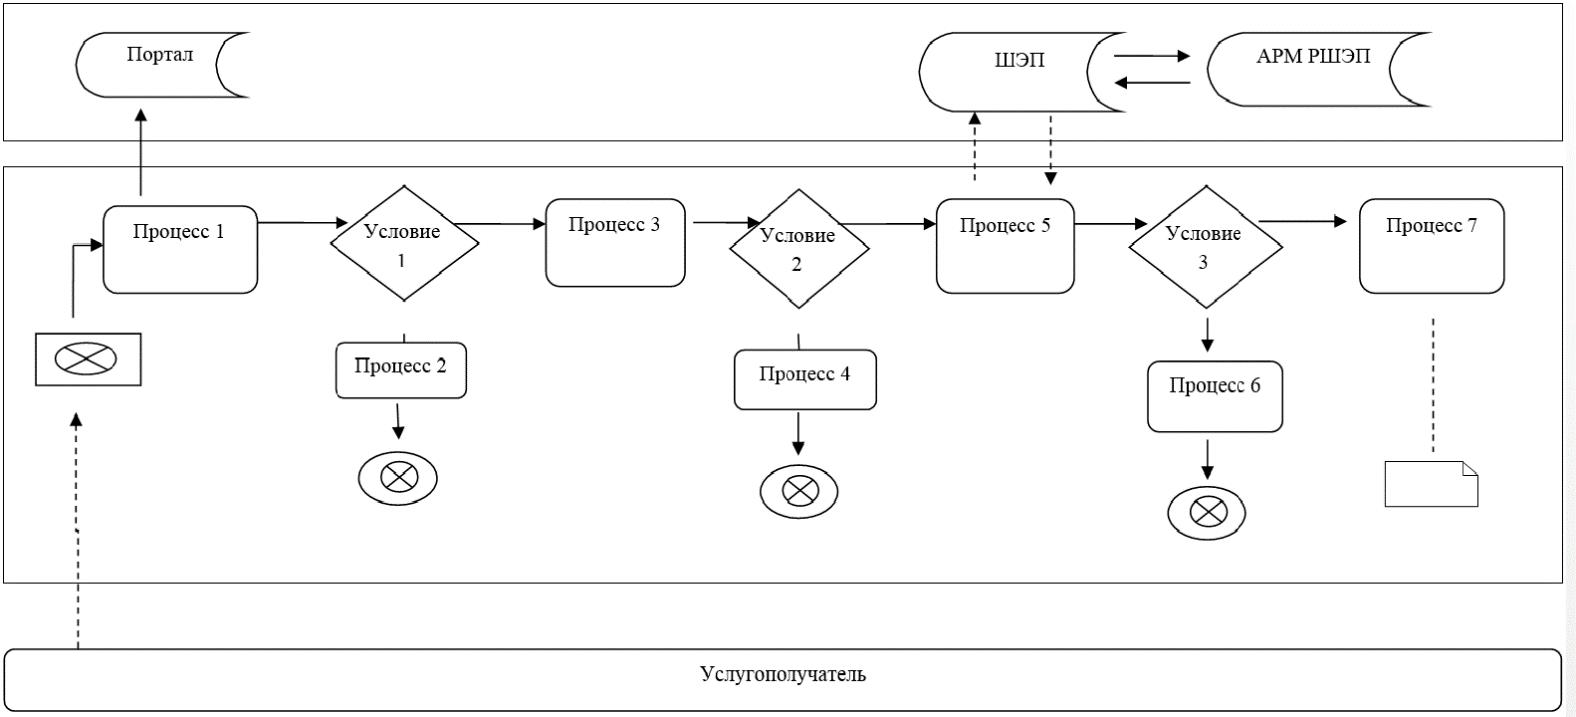 Портал
ШЭП
АРМ РШЭП
Процесс 1
Условие
1
Процесс 3
Условие
2
Процесс 5
Условие
3
Процесс 7
Процесс 2
Процесс 4
Процесс 6
Услугополучатель